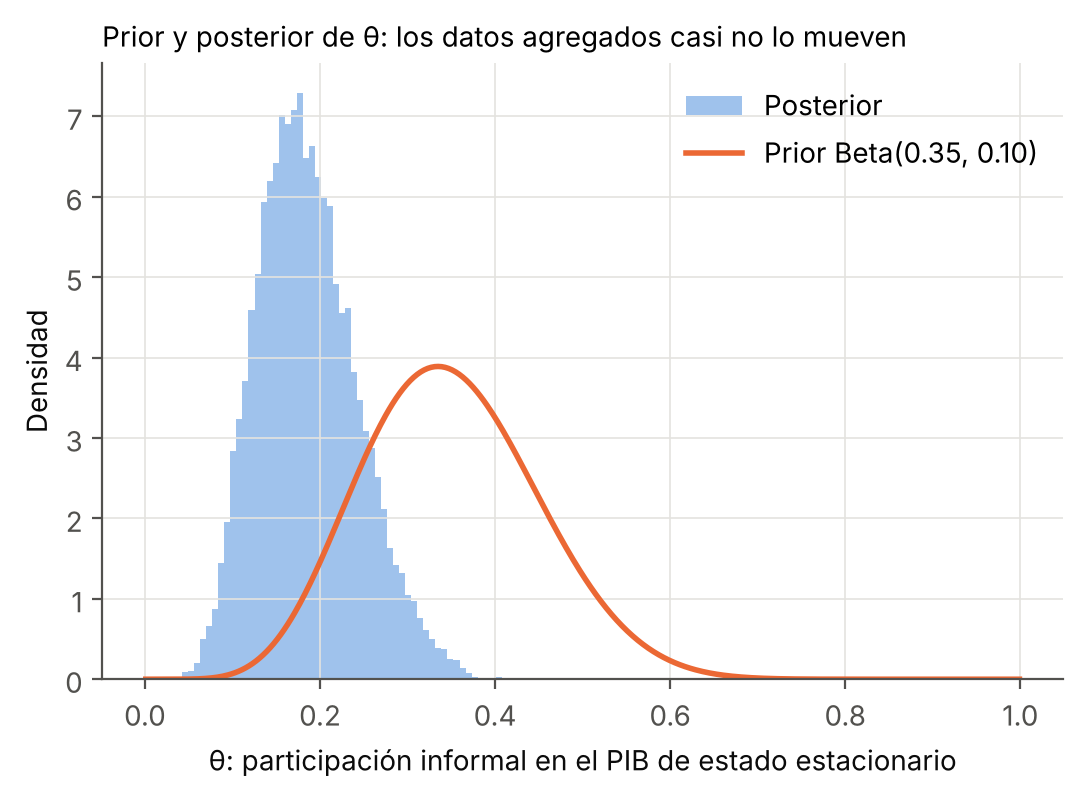 Prior y posterior de θ: los datos agregados casi no lo mueven
Posterior
Prior Beta(0.35, 0.10)
Densidad
7
6
5
4
3
2
1
0
0.0 0.2 0.4 0.6 0.8 1.0
θ: participación informal en el PIB de estado estacionario